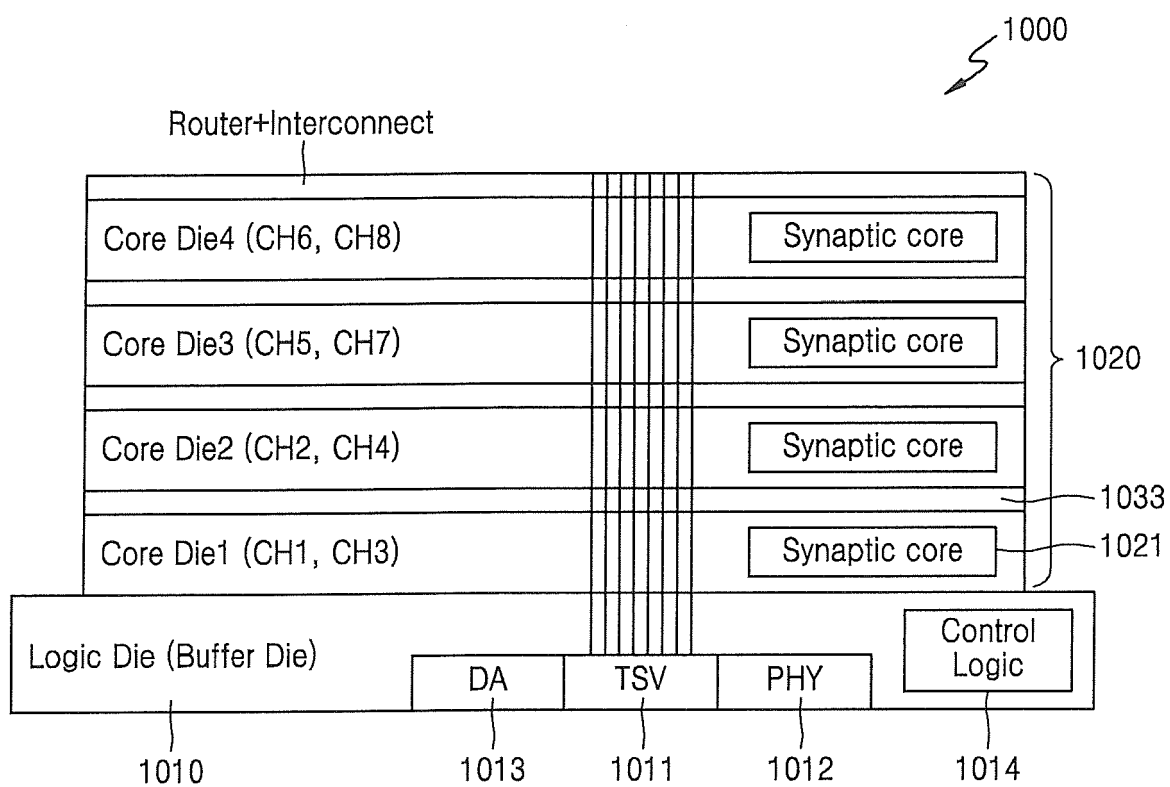 1000
Router+Interconnect
Core Die4 (CH6, CH8)
Synaptic core
Core Die3 (CH5, CH7)
Synaptic core
1020
Core Die2 (CH2, CH4)
Synaptic core
1033
Core Die1 (CH1, CH3)
Synaptic core
1021
Logic Die (Buffer Die)
DA
TSV
PHY
Control
Logic
1010
1013
1011
1012
1014